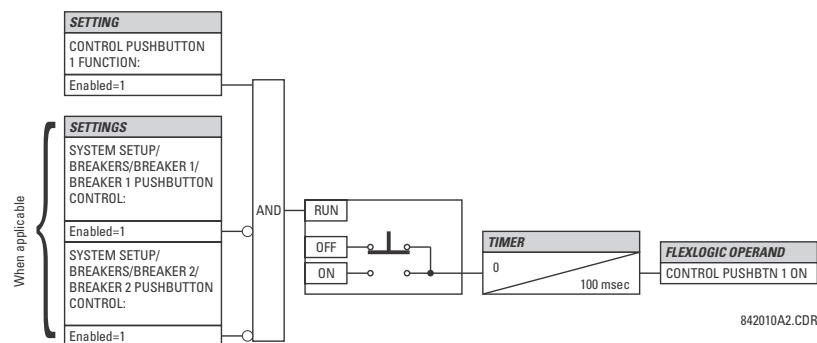 SETTING
CONTROL PUSHBUTTON
1 FUNCTION:
Enabled=1
When applicable
SETTINGS
SYSTEM SETUP/
BREAKERS/BREAKER 1/
BREAKER 1 PUSHBUTTON
CONTROL:
Enabled=1
SYSTEM SETUP/
BREAKERS/BREAKER 2/
BREAKER 2 PUSHBUTTON
CONTROL:
Enabled=1
AND
RUN
OFF
ON
TIMER
0
100 msec
FLEXLOGIC OPERAND
CONTROL PUSHBTN 1 ON
842010A2.CDR